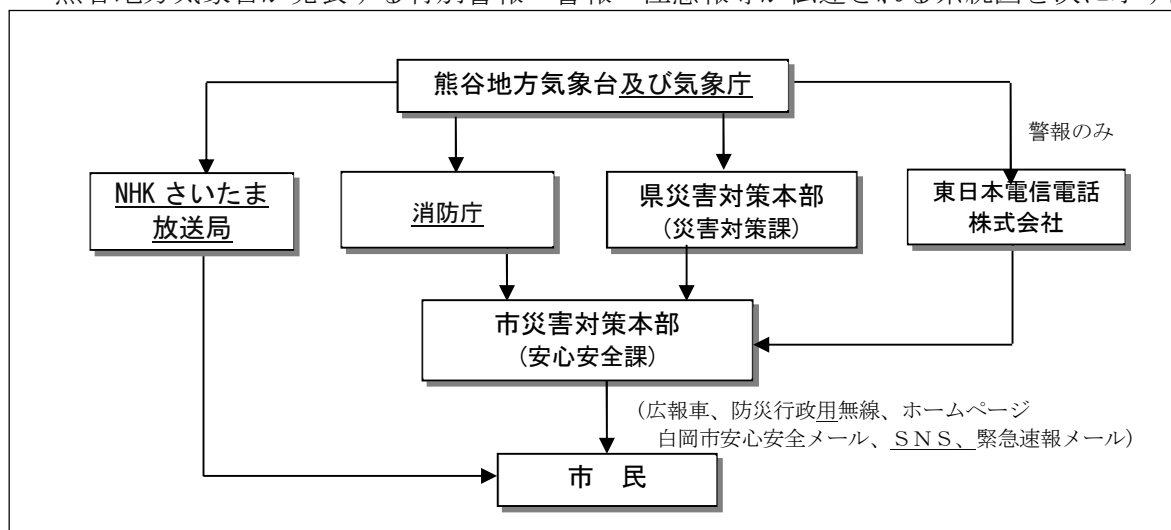 熊谷地方気象台及び気象庁
警報のみ
NHK さいたま
放送局
消防庁
県災害対策本部
（災害対策課）
東日本電信電話
株式会社
市災害対策本部
（安心安全課）
（広報車、防災行政用無線、ホームページ
白岡市安心安全メール、ＳＮＳ、緊急速報メール）
市　民